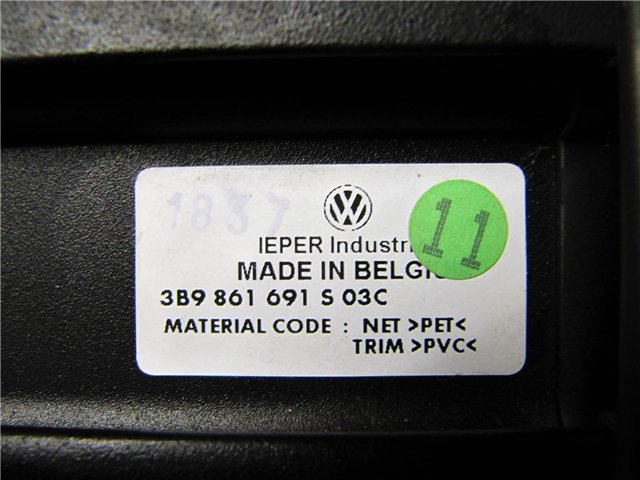 1837
11
IEPER Industri
MADE IN BELGI
3B9 861 691 S 03C
MATERIAL CODE : NET >PET<
TRIM >PVC<